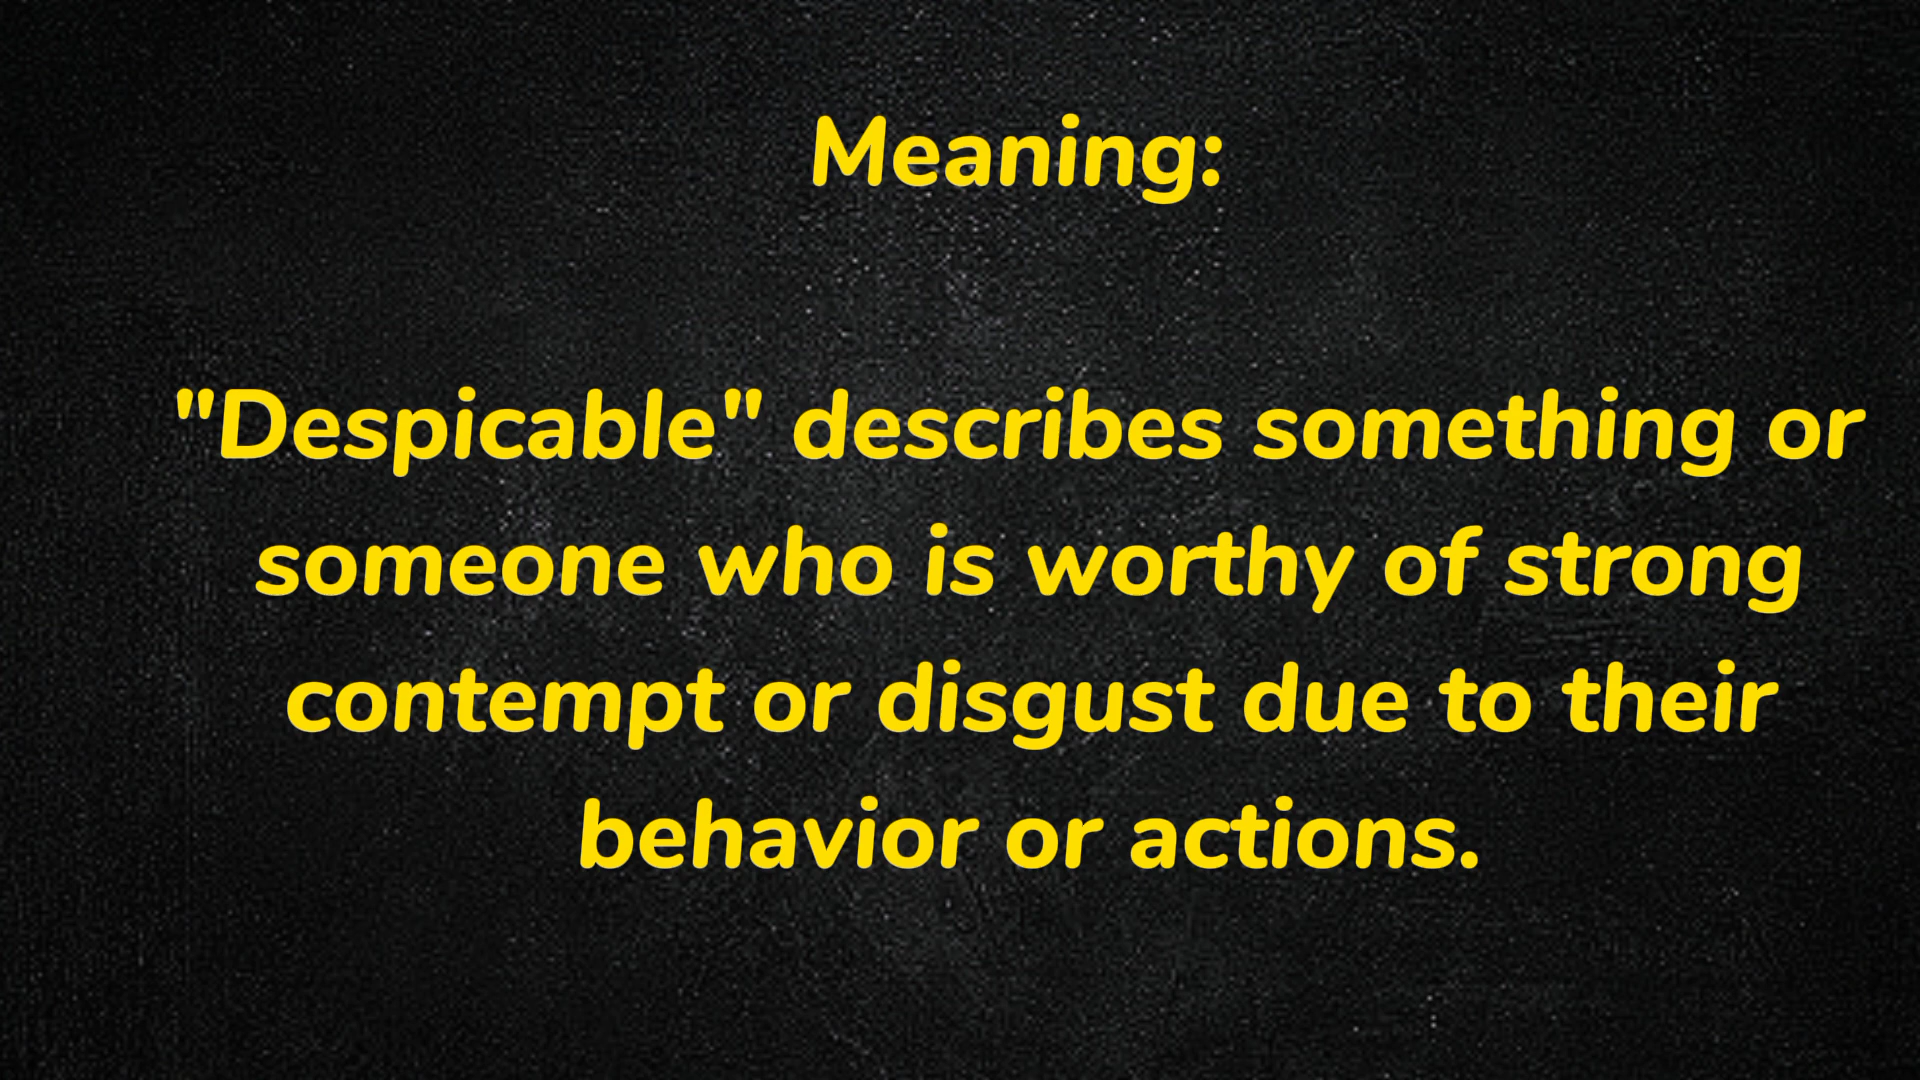 Meaning:
"Despicable" describes something or
someone who is worthy of strong
contempt or disgust due to their
behavior or actions.